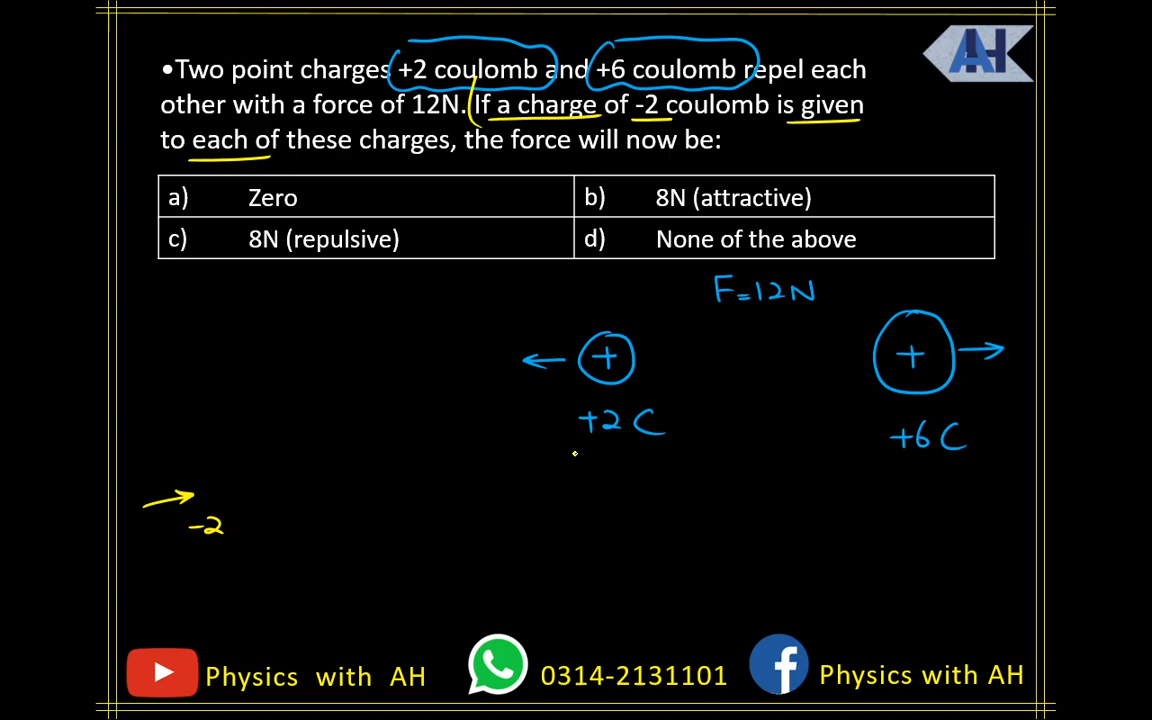 AH
•Two point charges +2 coulomb and +6 coulomb repel each
other with a force of 12N. If a charge of -2 coulomb is given
to each of these charges, the force will now be:
a) Zero b) 8N (attractive)
c) 8N (repulsive) d) None of the above
F=12N
+ +
+2 C +6 C
-2
Physics with AH 0314-2131101 Physics with AH